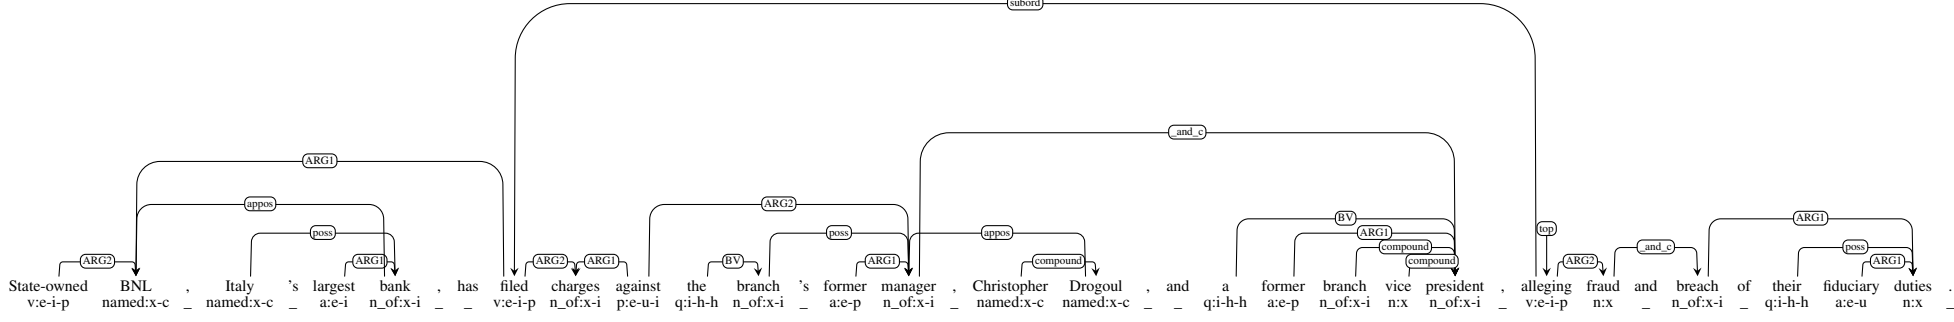 subord
_and_c
ARG1
appos ARG2
BV ARG1
poss poss appos ARG1 top
compound _and_c poss
ARG2 ARG1 ARG2 ARG1 BV ARG1 compound compound ARG2 ARG1
State-owned BNL , Italy 's largest bank , has filed charges against the branch 's former manager , Christopher Drogoul , and a former branch vice president , alleging fraud and breach of their fiduciary duties .
v:e-i-p named:x-c _ named:x-c _ a:e-i n_of:x-i _ _ v:e-i-p n_of:x-i p:e-u-i q:i-h-h n_of:x-i _ a:e-p n_of:x-i _ named:x-c named:x-c _ _ q:i-h-h a:e-p n_of:x-i n:x n_of:x-i _ v:e-i-p n:x _ n_of:x-i _ q:i-h-h a:e-u n:x _